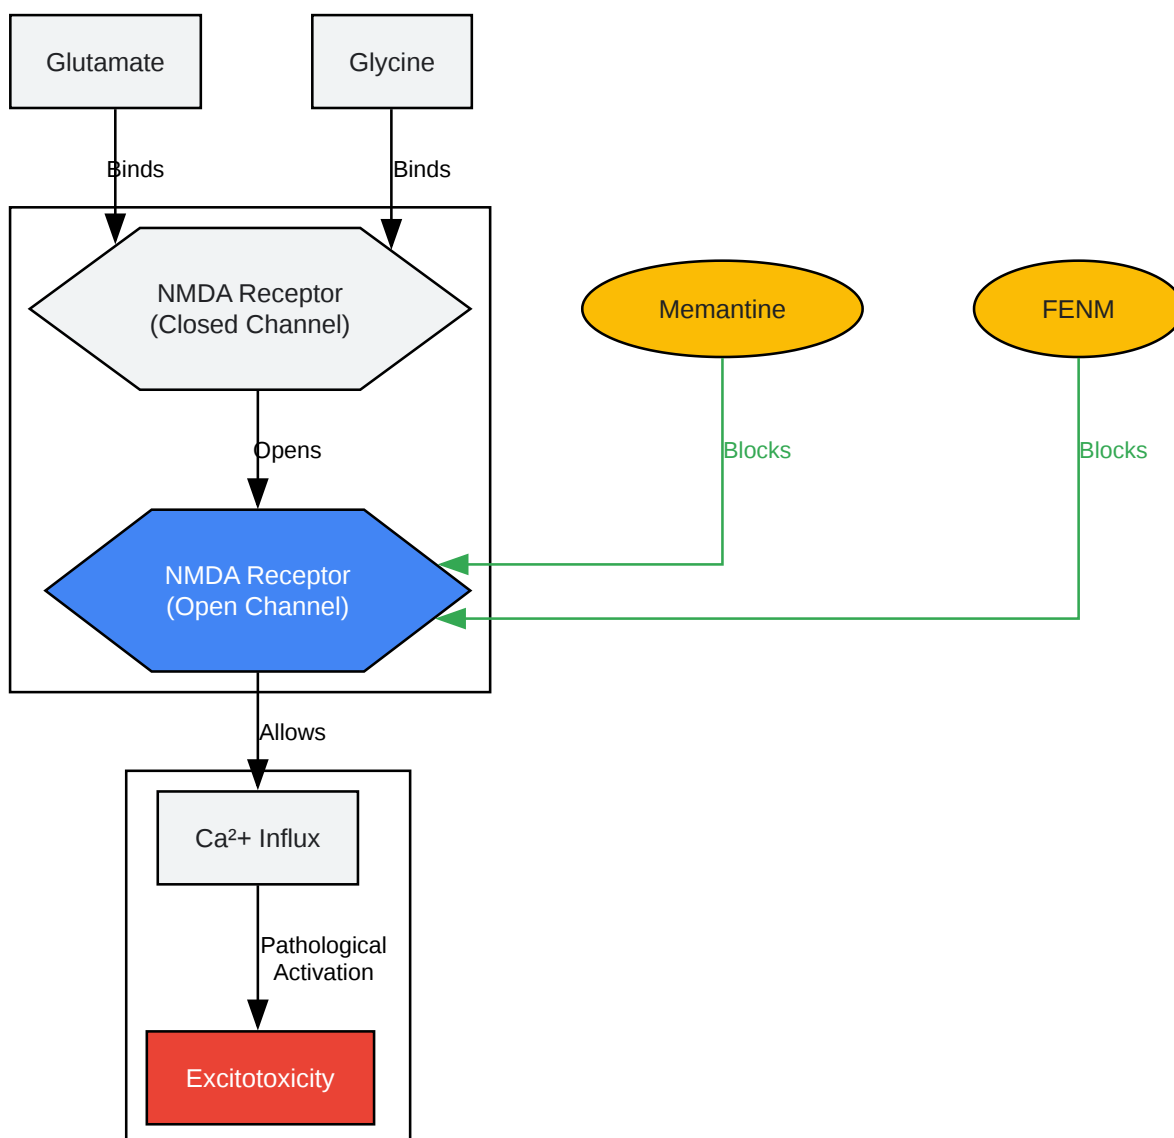 Glutamate
Glycine
Binds
Binds
NMDA Receptor
(Closed Channel)
Memantine
FENM
Opens
Blocks
Blocks
NMDA Receptor
(Open Channel)
Allows
Ca²+ Influx
Pathological
Activation
Excitotoxicity